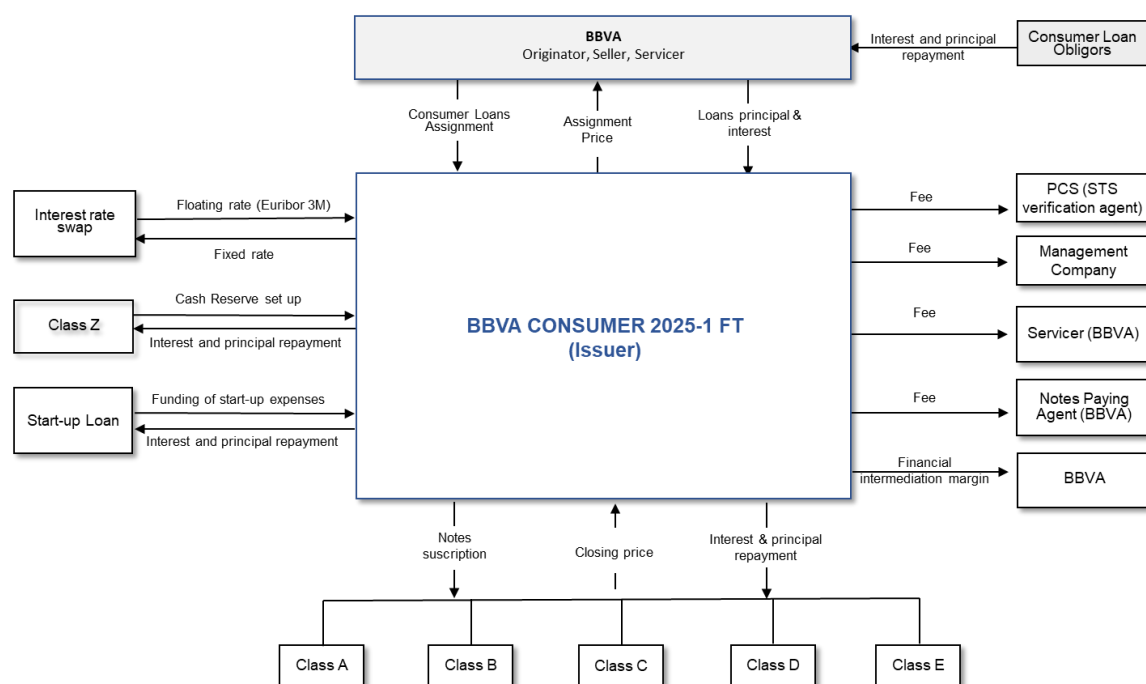 BBVA
Originator, Seller, Servicer
Interest and principal
repayment
Consumer Loan
Obligors
Consumer Loans
Assignment
Assignment
Price
Loans principal &
interest
Interest rate
swap
Floating rate (Euribor 3M)
Fixed rate
Class Z
Cash Reserve set up
Interest and principal repayment
Start-up Loan
Funding of start-up expenses
Interest and principal repayment
BBVA CONSUMER 2025-1 FT
(Issuer)
Fee
PCS (STS
verification agent)
Fee
Management
Company
Fee
Servicer (BBVA)
Fee
Notes Paying
Agent (BBVA)
Financial
intermediation margin
BBVA
Notes
suscription
Closing price
Interest & principal
repayment
Class A
Class B
Class C
Class D
Class E